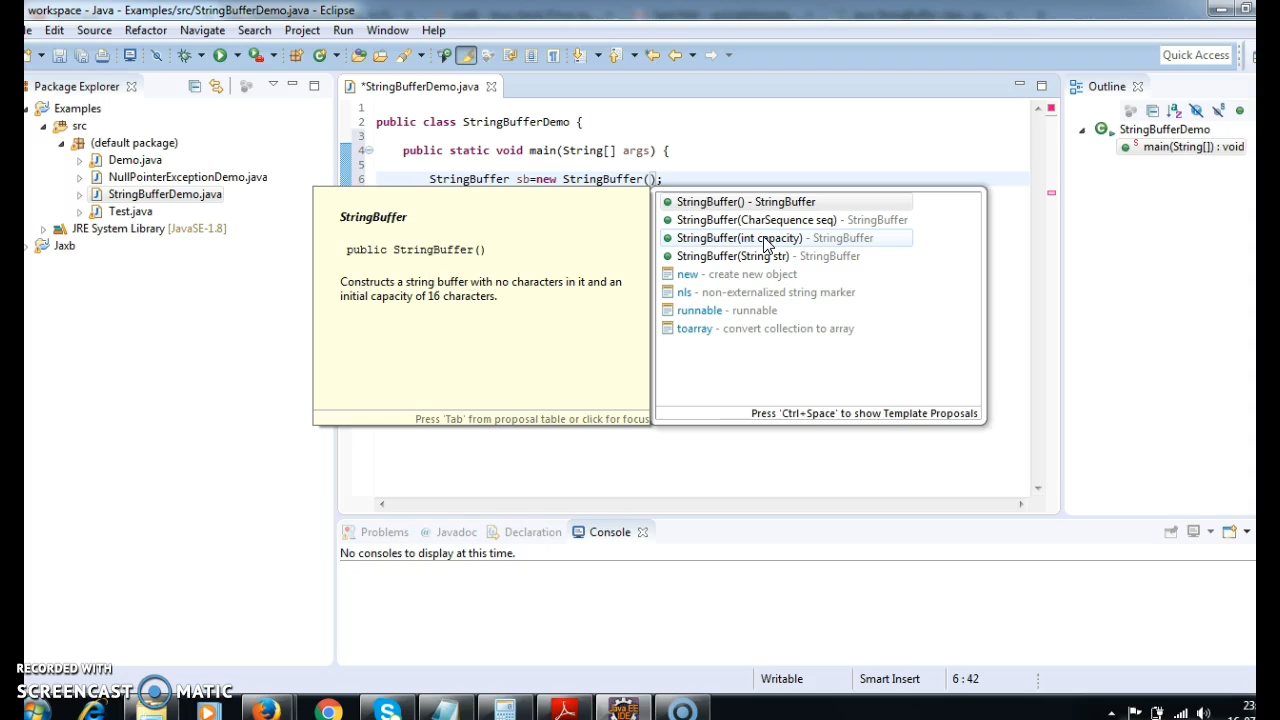 workspace - Java - Examples/src/StringBufferDemo.java - Eclipse
Edit Source Refactor Navigate Search Project Run Window Help
Quick Access
Package Explorer
Examples
src
(default package)
Demo.java
NullPointerExceptionDemo.java
StringBufferDemo.java
Test.java
JRE System Library [JavaSE-1.8]
Jaxb
*StringBufferDemo.java
1
2 public class StringBufferDemo {
3
4 public static void main(String[] args) {
5
6 StringBuffer sb=new StringBuffer();
StringBuffer
public StringBuffer()
Constructs a string buffer with no characters in it and an
initial capacity of 16 characters.
Press 'Tab' from proposal table or click for focus
StringBuffer() - StringBuffer
StringBuffer(CharSequence seq) - StringBuffer
StringBuffer(int capacity) - StringBuffer
StringBuffer(String str) - StringBuffer
new - create new object
nls - non-externalized string marker
runnable - runnable
toarray - convert collection to array
Press 'Ctrl+Space' to show Template Proposals
Outline
StringBufferDemo
main(String[]) : void
Problems @ Javadoc Declaration Console
No consoles to display at this time.
Writable Smart Insert 6 : 42
RECORDED WITH
SCREENCAST MATIC
Java EE
IDE